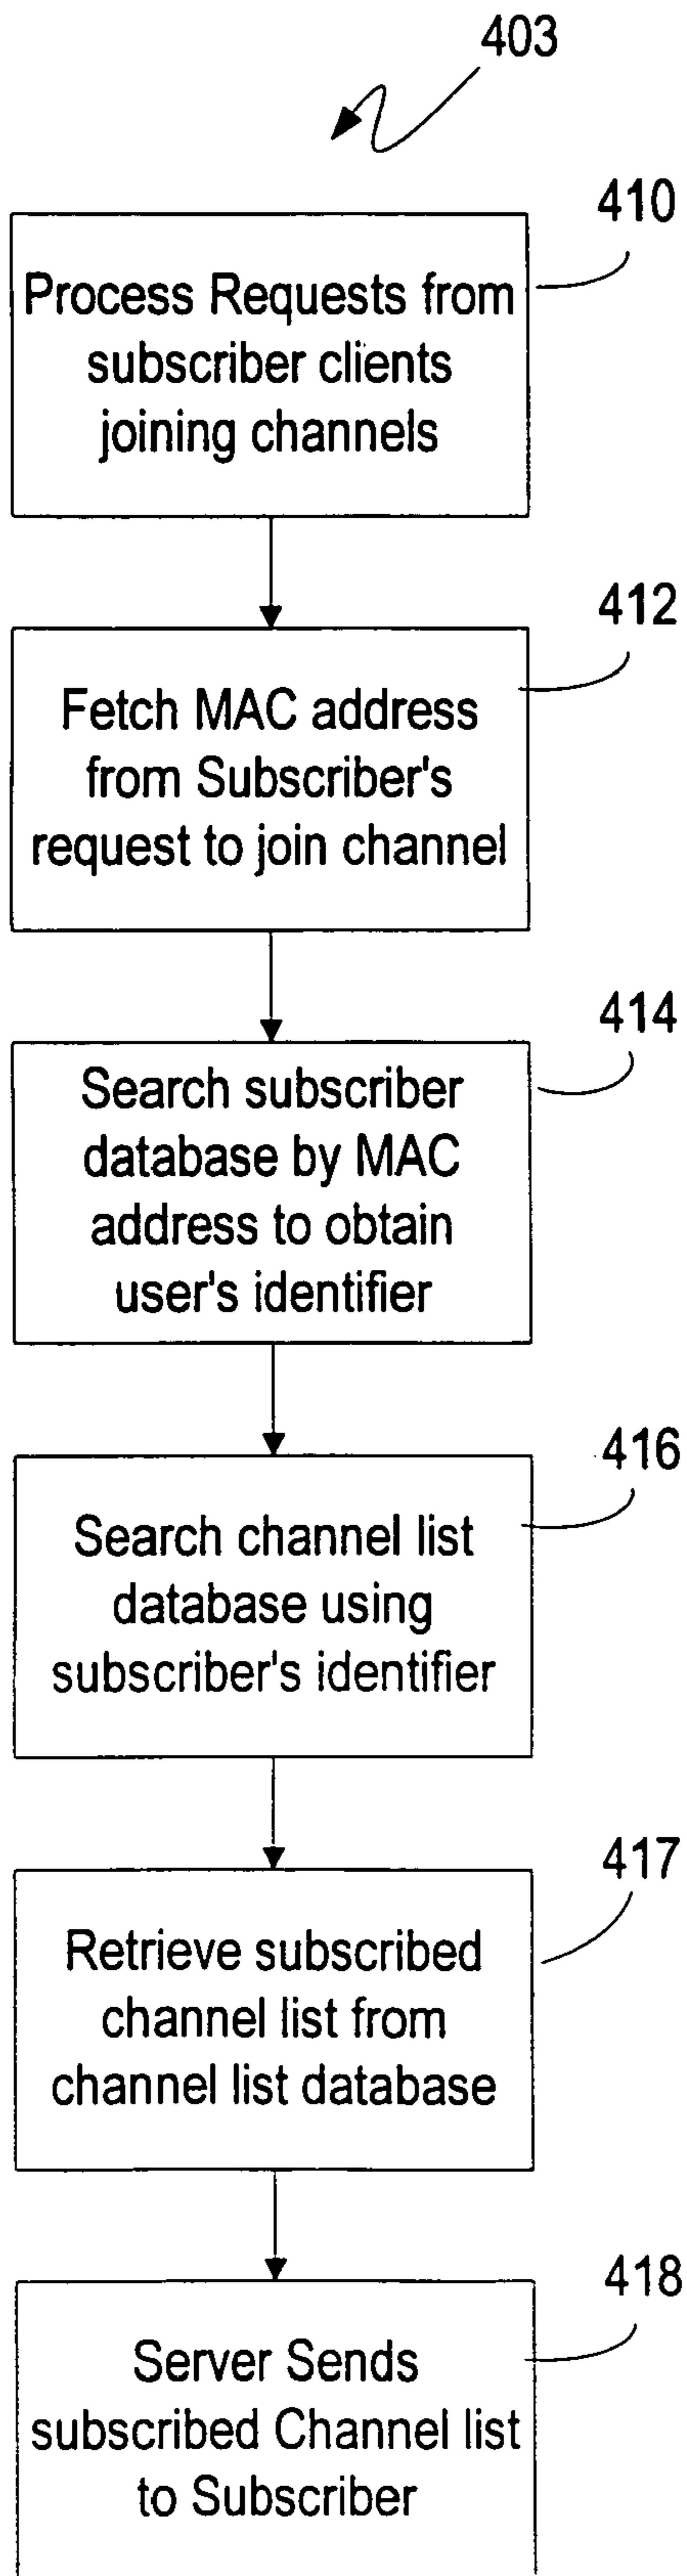 403
410
Process Requests from
subscriber clients
joining channels
412
Fetch MAC address
from Subscriber's
request to join channel
414
Search subscriber
database by MAC
address to obtain
user's identifier
416
Search channel list
database using
subscriber's identifier
417
Retrieve subscribed
channel list from
channel list database
418
Server Sends
subscribed Channel list
to Subscriber